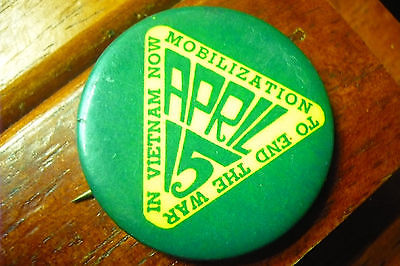 MOBILIZATION
TO END THE WAR
IN VIETNAM NOW
APRIL
15